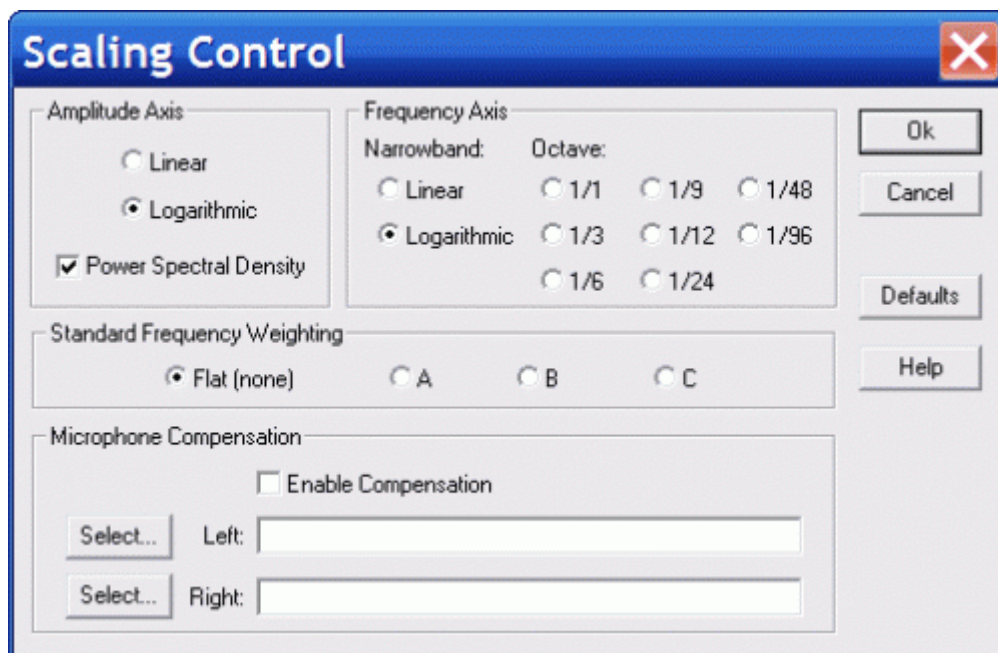 Scaling Control
Amplitude Axis
Linear
Logarithmic
Power Spectral Density
Frequency Axis
Narrowband: Octave:
Linear 1/1 1/9 1/48
Logarithmic 1/3 1/12 1/96
1/6 1/24
Ok
Cancel
Defaults
Help
Standard Frequency Weighting
Flat (none) A B C
Microphone Compensation
Enable Compensation
Select... Left:
Select... Right: